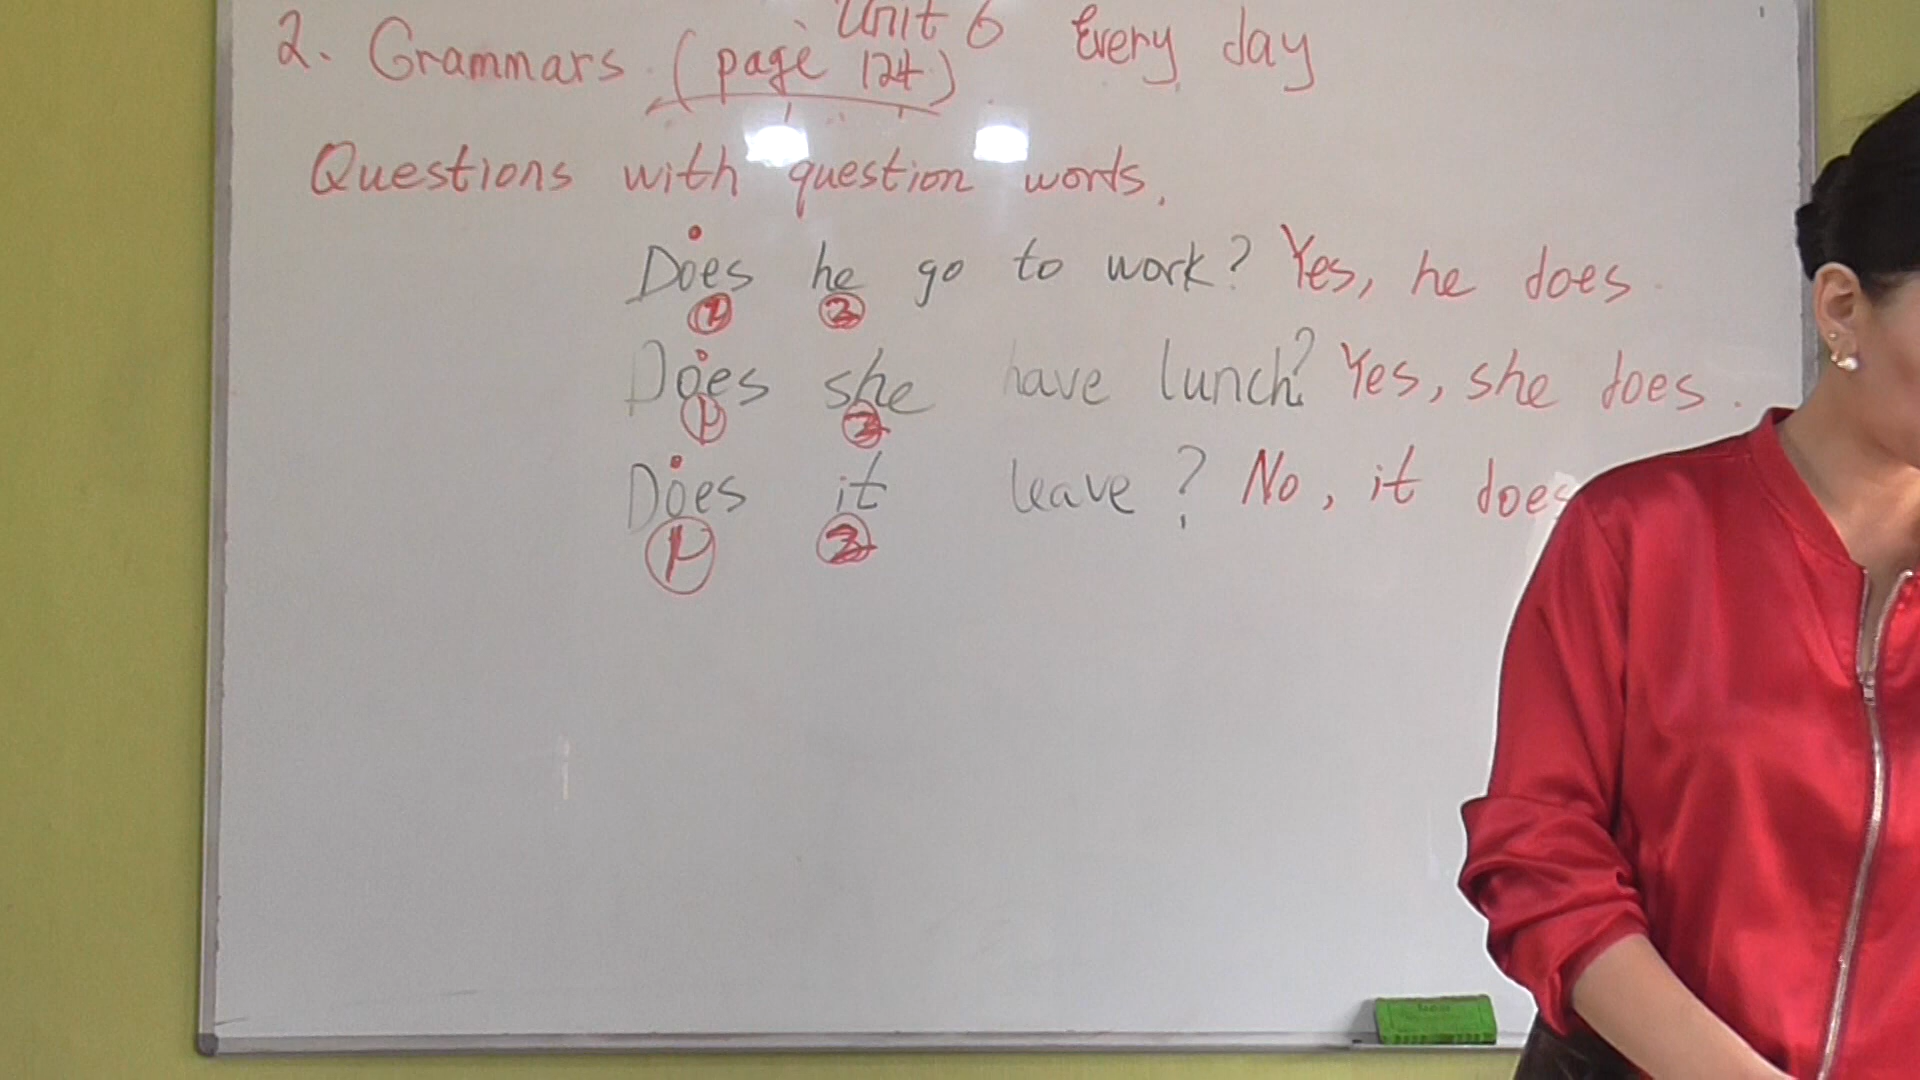 Unit 6 Every day
2. Grammars (page 124)
Questions with question words.
Does he go to work? Yes, he does
1 2
Does she have lunch? Yes, she does.
1 2
Does it leave? No, it does
1 2